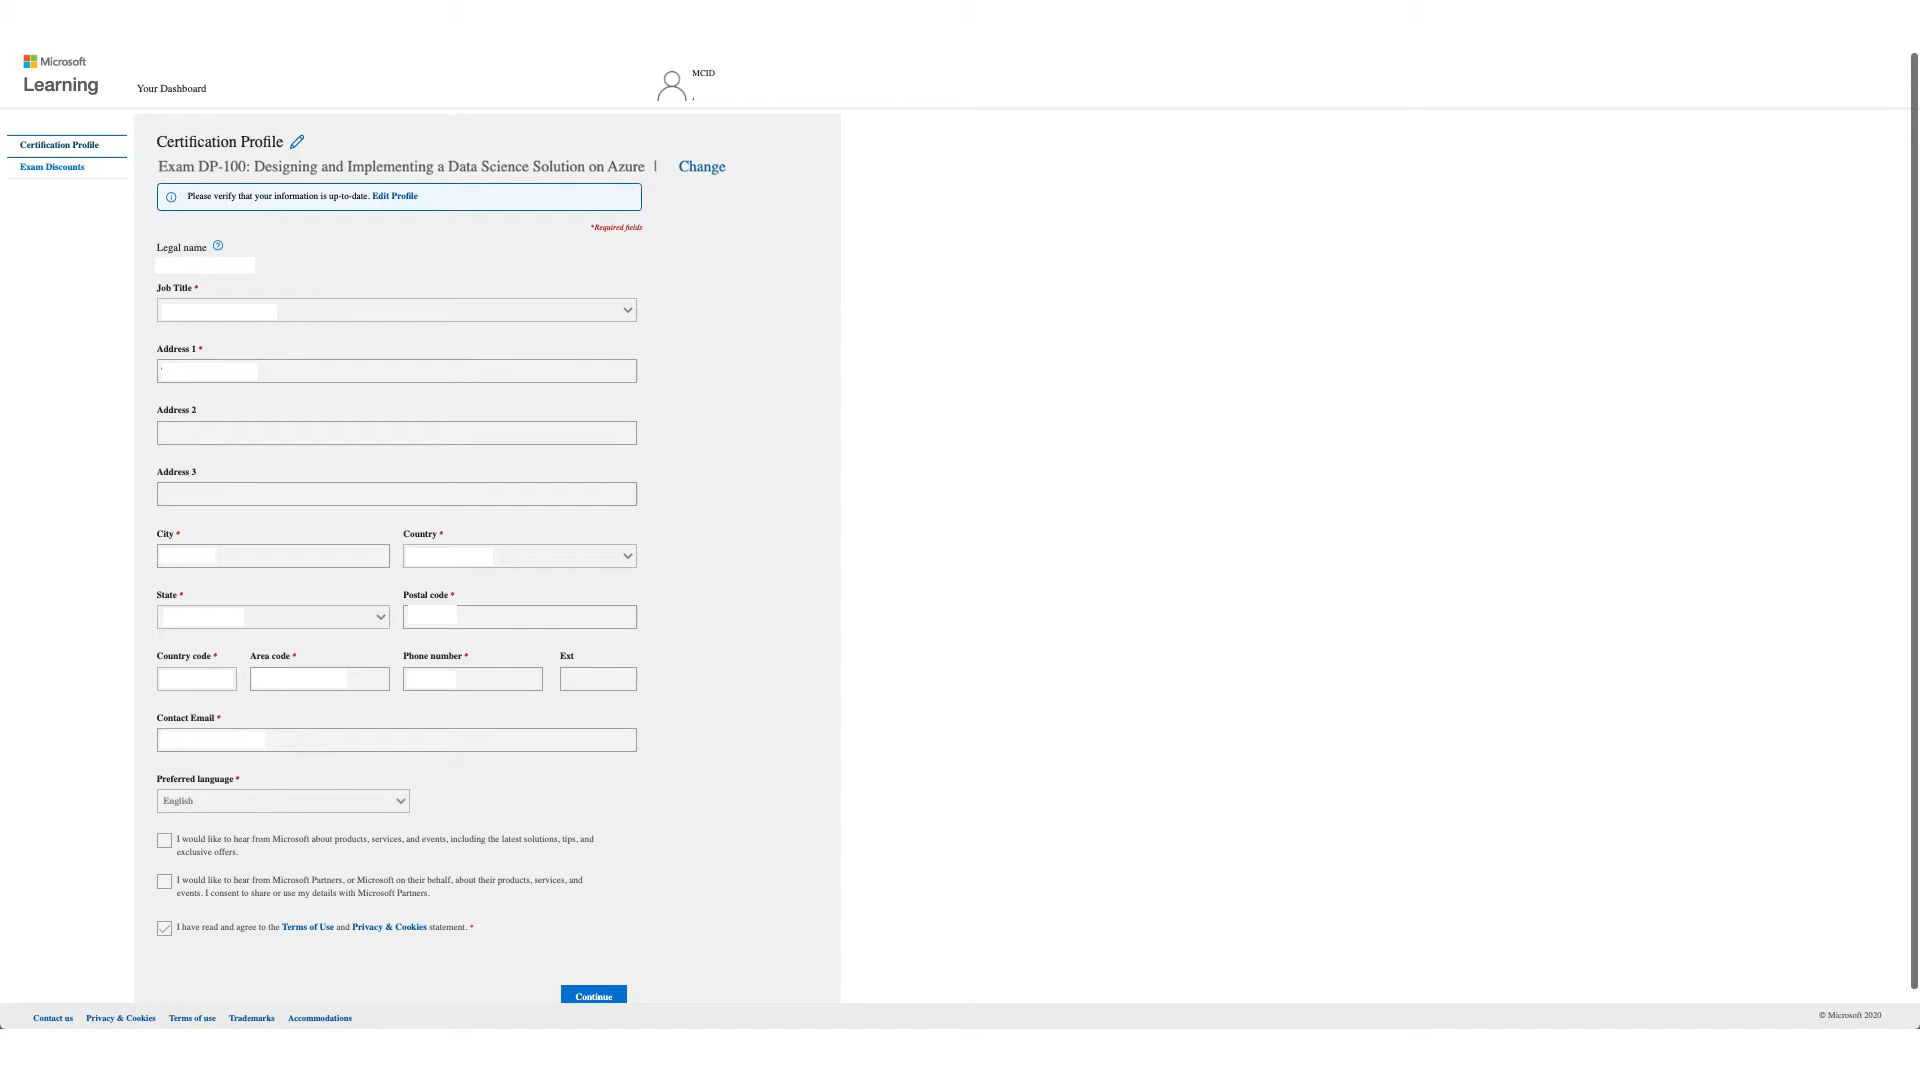 Microsoft
Learning
Your Dashboard
MCID
Certification Profile
Exam Discounts
Certification Profile
Exam DP-100: Designing and Implementing a Data Science Solution on Azure | Change
Please verify that your information is up-to-date. Edit Profile
*Required fields
Legal name
Job Title *
Address 1 *
Address 2
Address 3
City * Country *
State * Postal code *
Country code * Area code * Phone number * Ext
Contact Email *
Preferred language *
English
I would like to hear from Microsoft about products, services, and events, including the latest solutions, tips, and
exclusive offers.
I would like to hear from Microsoft Partners, or Microsoft on their behalf, about their products, services, and
events. I consent to share or use my details with Microsoft Partners.
I have read and agree to the Terms of Use and Privacy & Cookies statement. *
Continue
Contact us Privacy & Cookies Terms of use Trademarks Accommodations © Microsoft 2020